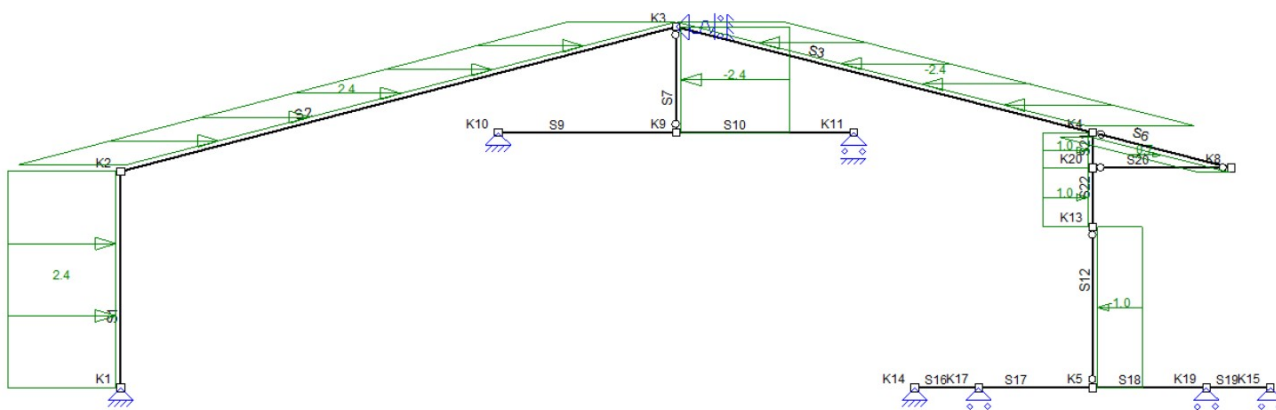 K3
S3
2.4
-2.4
-2.4
S7
S2
K10 S9 K9 S10 K11
K4
S6
1.0
S21
K20 S20 K8
K2
1.0
S22
K13
2.4
S12
-1.0
S1
K1
K14 S16 K17 S17 K5 S18 K19 S19 K15